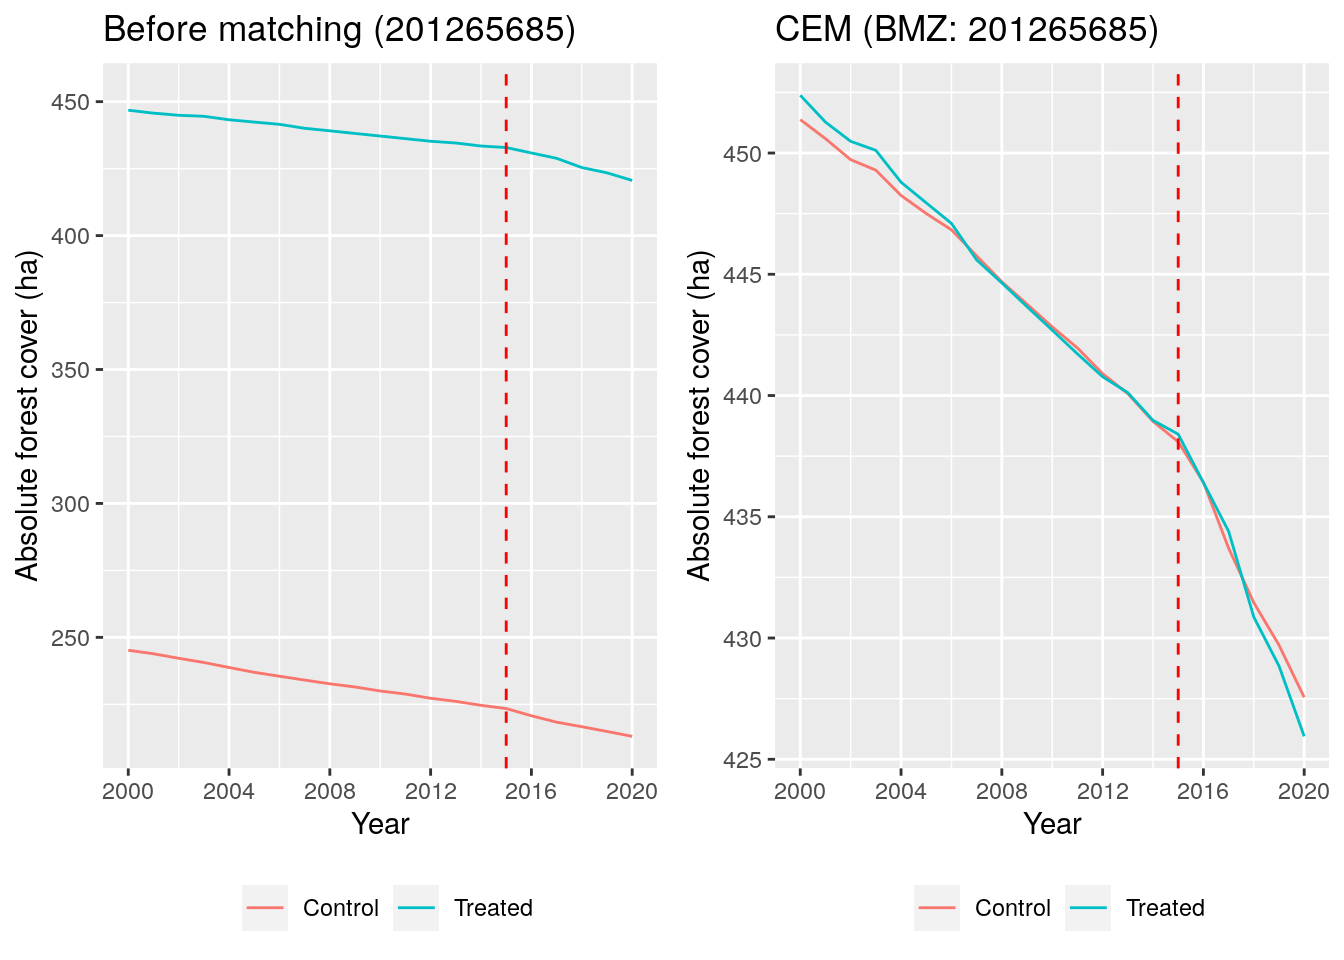 Before matching (201265685)
Absolute forest cover (ha)
450
400
350
300
250
2000 2004 2008 2012 2016 2020
Year
Control Treated
CEM (BMZ: 201265685)
Absolute forest cover (ha)
450
445
440
435
430
425
2000 2004 2008 2012 2016 2020
Year
Control Treated